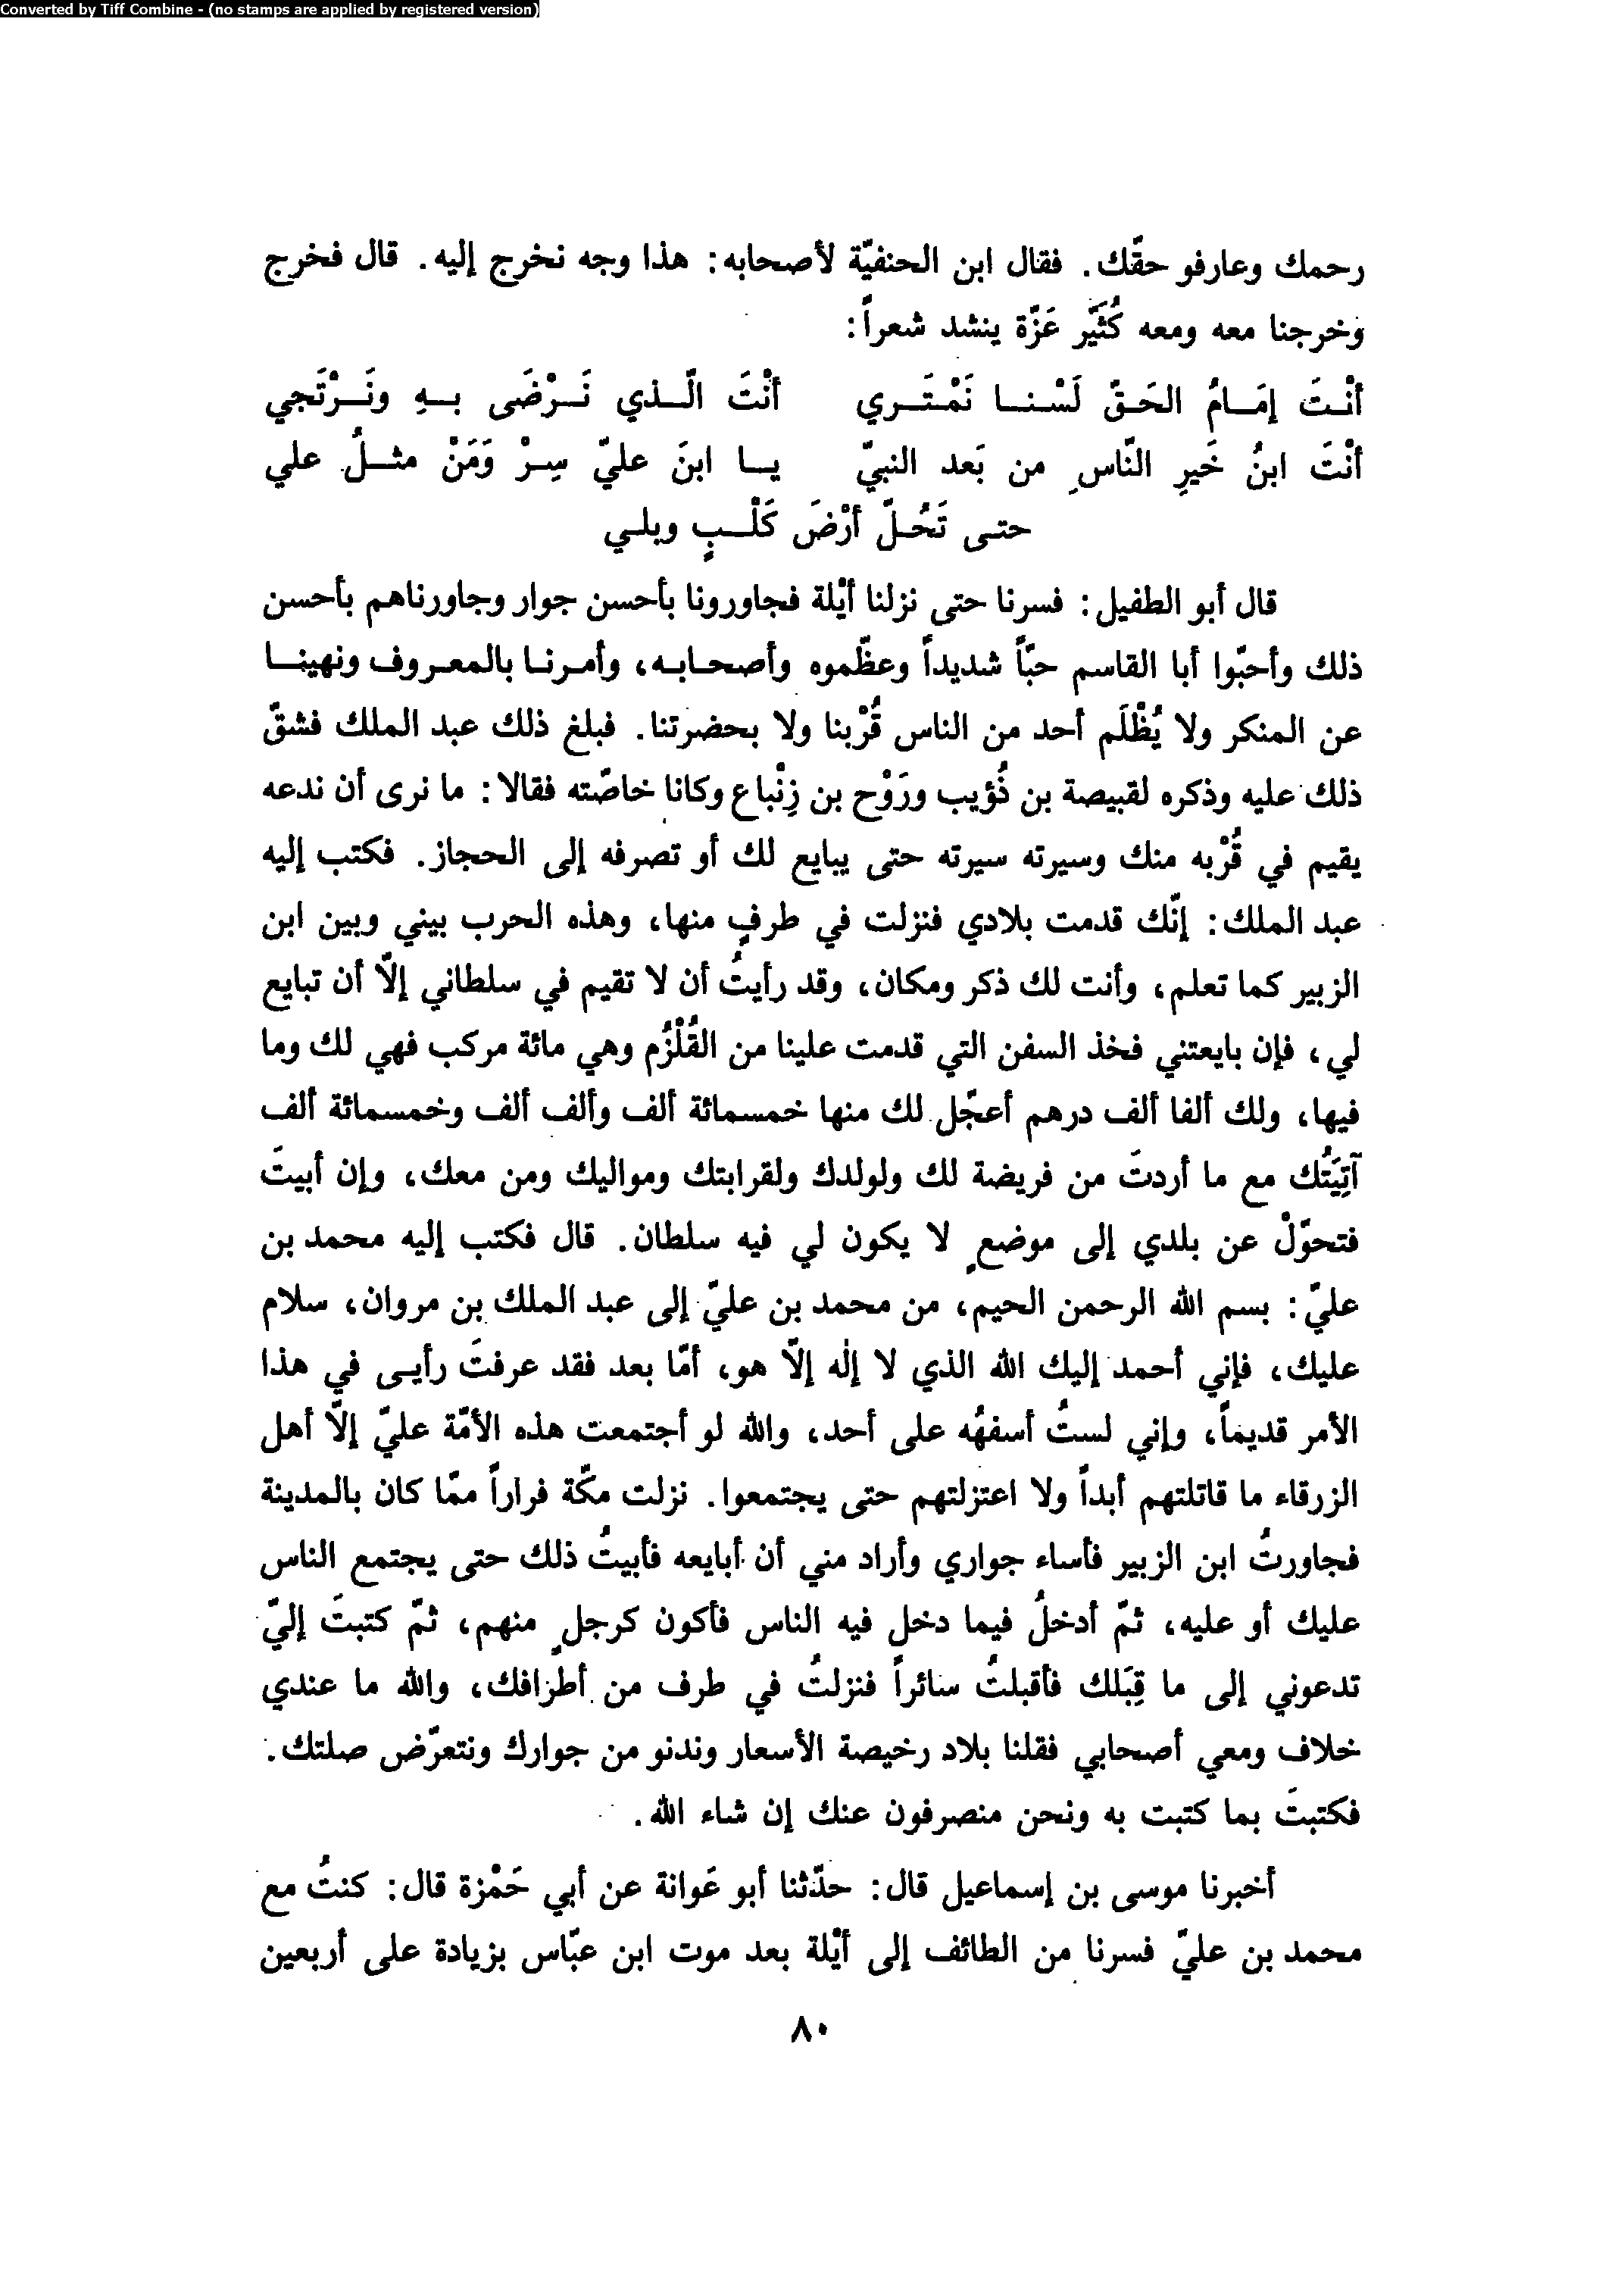 Converted by Tiff Combine - (no stamps are applied by registered version)
رحمك وعارفو حقّك. فقال ابن الحنفيّة لأصحابه: هذا وجه نخرج إليه. قال فخرج
وخرجنا معه ومعه كُثَيّر عَزّة ينشد شعراً:
أنْتَ إمَامُ الحَقّ لَسْنا نَمْتَري أنْتَ الّذي نَرْضَى بهِ ونَرْتَجي
أنْتَ ابنُ خَيرِ النّاسِ من بَعد النبيّ يا ابنَ عليّ سِرْ وَمَنْ مثلُ علي
حتى تَحُلّ أرْضَ كَلْبٍ وبلي
قال أبو الطفيل: فسرنا حتى نزلنا أيْلة فجاورونا بأحسن جوار وجاورناهم بأحسن
ذلك وأحبّوا أبا القاسم حبّاً شديداً وعظّموه وأصحابه، وأمرنا بالمعروف ونهينا
عن المنكر ولا يُظْلَم أحد من الناس قُرْبنا ولا بحضرتنا. فبلغ ذلك عبد الملك فشقّ
ذلك عليه وذكره لقبيصة بن ذُؤيب ورَوْح بن زِنْباع وكانا خاصّته فقالا: ما نرى أن ندعه
يقيم في قُرْبه منك وسيرته سيرته حتى يبايع لك أو تصرفه إلى الحجاز. فكتب إليه
عبد الملك: إنّك قدمت بلادي فنزلت في طرفٍ منها، وهذه الحرب بيني وبين ابن
الزبير كما تعلم، وأنت لك ذكر ومكان، وقد رأيتُ أن لا تقيم في سلطاني إلاّ أن تبايع
لي، فإن بايعتني فخذ السفن التي قدمت علينا من القُلْزُم وهي مائة مركب فهي لك وما
فيها، ولك ألفا ألف درهم أعجّل لك منها خمسمائة ألف وألف ألف وخمسمائة ألف
آتِيَتُك مع ما أردتَ من فريضة لك ولولدك ولقرابتك ومواليك ومن معك، وإن أبيتَ
فتحوّلْ عن بلدي إلى موضعٍ لا يكون لي فيه سلطان. قال فكتب إليه محمد بن
عليّ: بسم الله الرحمن الحيم، من محمد بن عليّ إلى عبد الملك بن مروان، سلام
عليك، فإني أحمد إليك الله الذي لا إله إلاّ هو، أمّا بعد فقد عرفتَ رأيي في هذا
الأمر قديماً، وإني لستُ أسفهُه على أحد، والله لو أجتمعت هذه الأمّة عليّ إلاّ أهل
الزرقاء ما قاتلتهم أبداً ولا اعتزلتهم حتى يجتمعوا. نزلت مكّة فراراً ممّا كان بالمدينة
فجاورتُ ابن الزبير فأساء جواري وأراد مني أن أبايعه فأبيتُ ذلك حتى يجتمع الناس
عليك أو عليه، ثمّ أدخلُ فيما دخل فيه الناس فأكون كرجلٍ منهم، ثمّ كتبتَ إليّ
تدعوني إلى ما قِبَلك فأقبلتُ سائراً فنزلتُ في طرف من أطرافك، والله ما عندي
خلاف ومعي أصحابي فقلنا بلاد رخيصة الأسعار وندنو من جوارك ونتعرّض صلتك.
فكتبتَ بما كتبت به ونحن منصرفون عنك إن شاء الله.
أخبرنا موسى بن إسماعيل قال: حدّثنا أبو عَوانة عن أبي حَمْزة قال: كنتُ مع
محمد بن عليّ فسرنا من الطائف إلى أيْلة بعد موت ابن عبّاس بزيادة على أربعين
٨٠